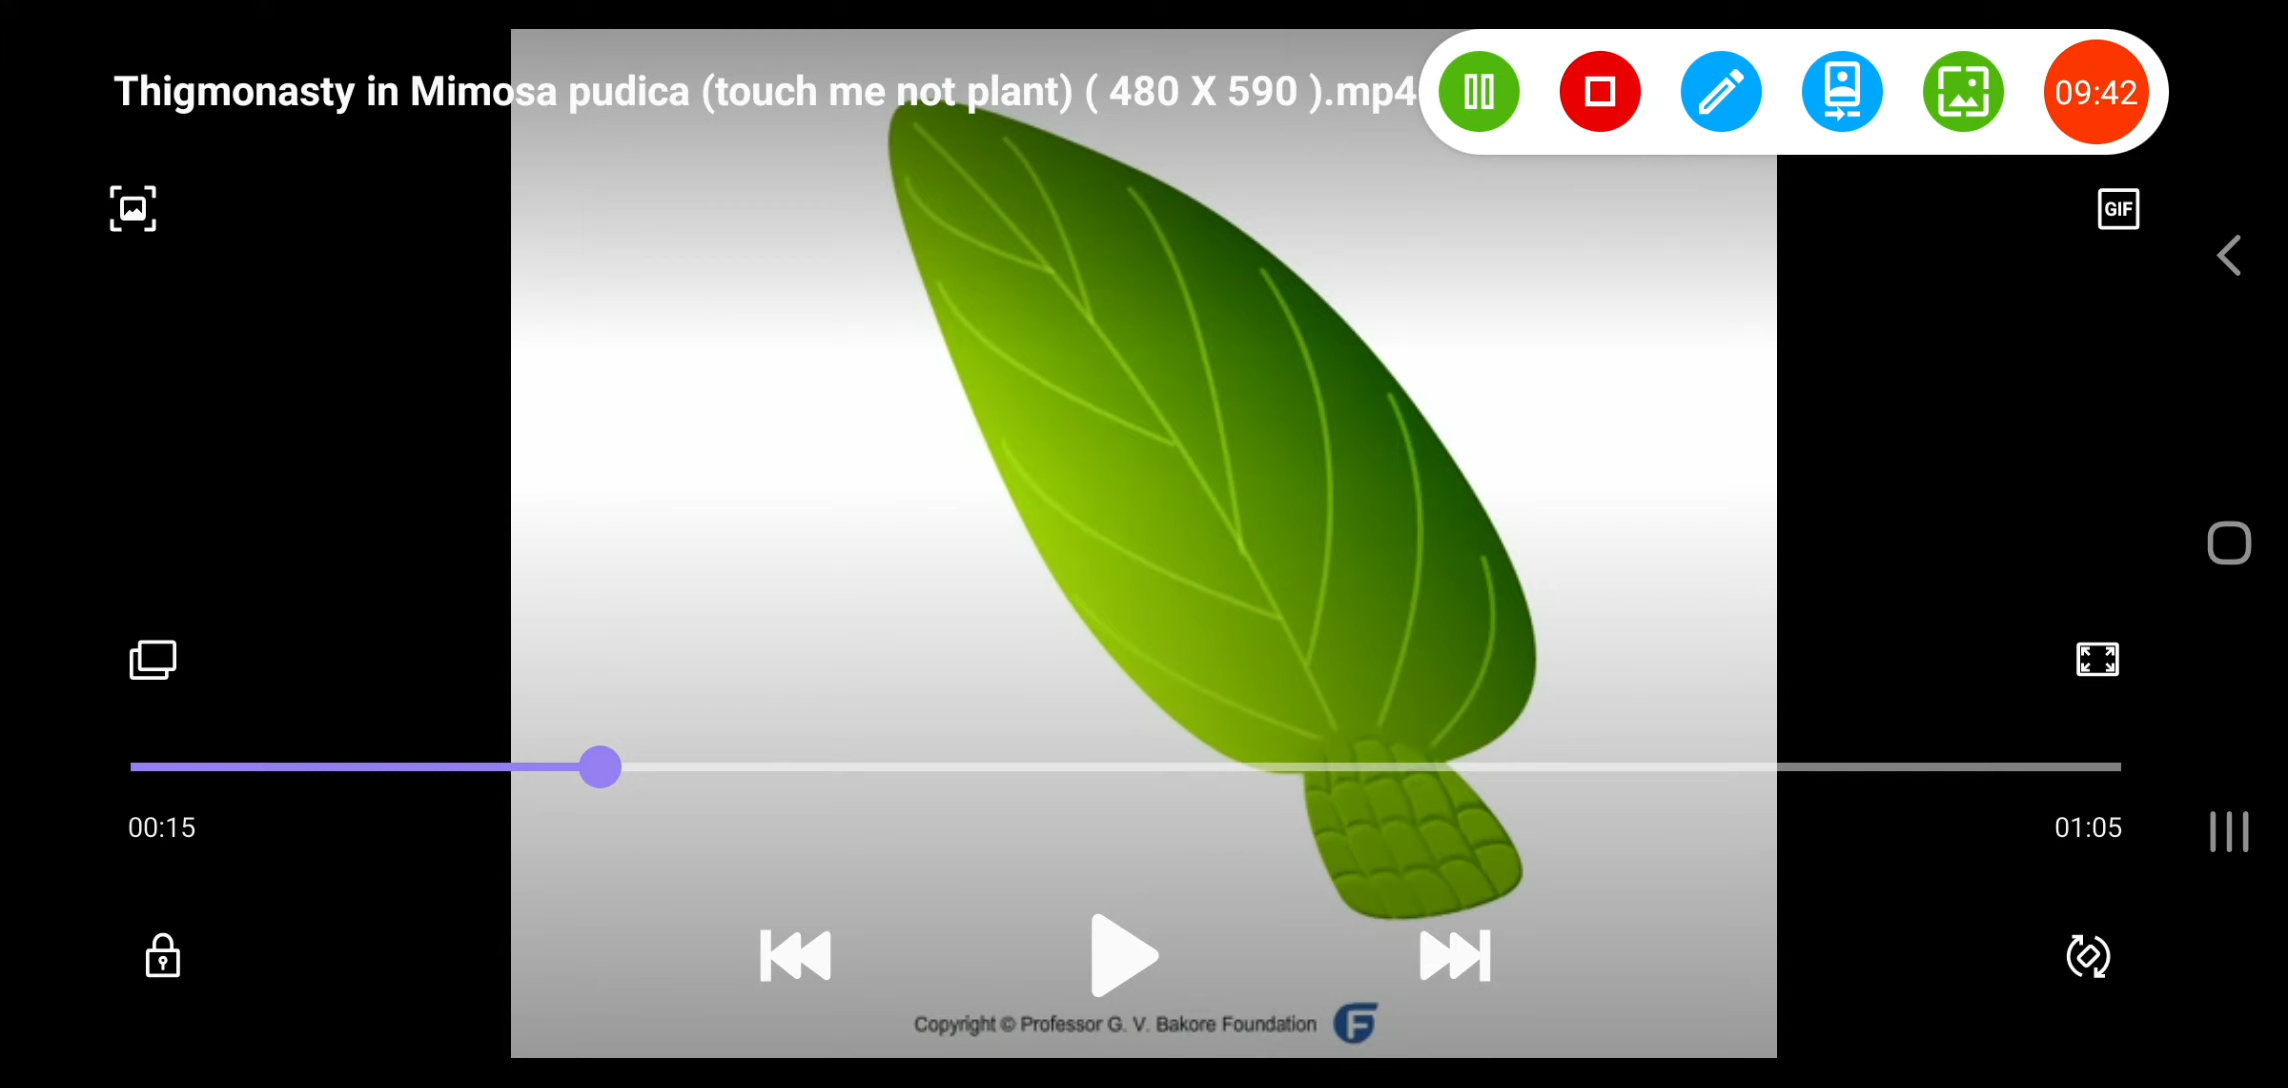 Thigmonasty in Mimosa pudica (touch me not plant) ( 480 X 590 ).mp4
09:42
GIF
00:15
01:05
Copyright © Professor G. V. Bakore Foundation